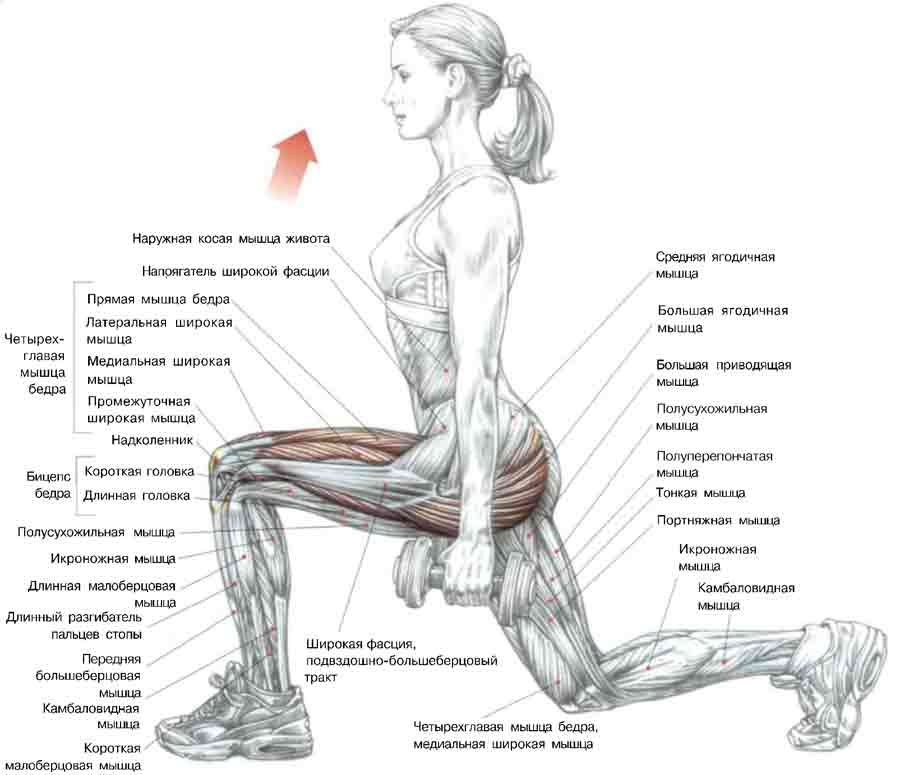 Наружная косая мышца живота
Напрягатель широкой фасции
Четырех-
главая
мышца
бедра
Прямая мышца бедра
Латеральная широкая
мышца
Медиальная широкая
мышца
Промежуточная
широкая мышца
Надколенник
Бицепс
бедра
Короткая головка
Длинная головка
Полусухожильная мышца
Икроножная мышца
Длинная малоберцовая
мышца
Длинный разгибатель
пальцев стопы
Передняя
большеберцовая
мышца
Камбаловидная
мышца
Короткая
малоберцовая мышца
Широкая фасция,
подвздошно-большеберцовый
тракт
Четырехглавая мышца бедра,
медиальная широкая мышца
Средняя ягодичная
мышца
Большая ягодичная
мышца
Большая приводящая
мышца
Полусухожильная
мышца
Полуперепончатая
мышца
Тонкая мышца
Портняжная мышца
Икроножная
мышца
Камбаловидная
мышца